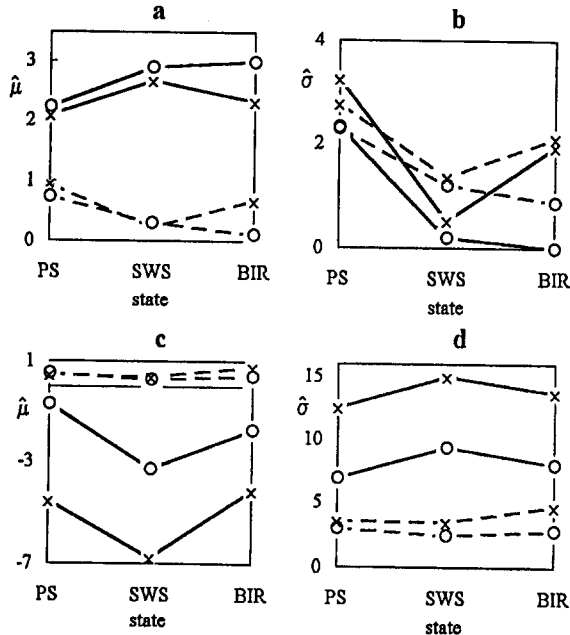 a
3
μ̂
2
1
0
PS SWS BIR
state
b
4
σ̂
2
0
PS SWS BIR
state
c
1
μ̂
-3
-7
PS SWS BIR
state
d
15
σ̂
10
5
0
PS SWS BIR
state